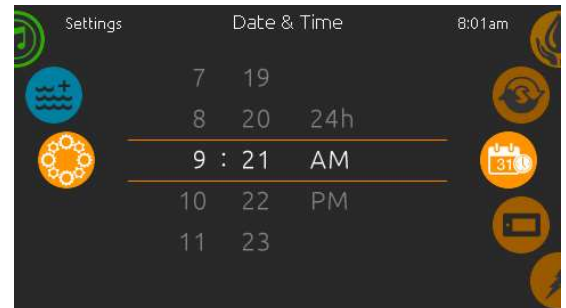 Settings Date & Time 8:01am
7 19
8 20 24h
9 : 21 AM
10 22 PM
11 23
31